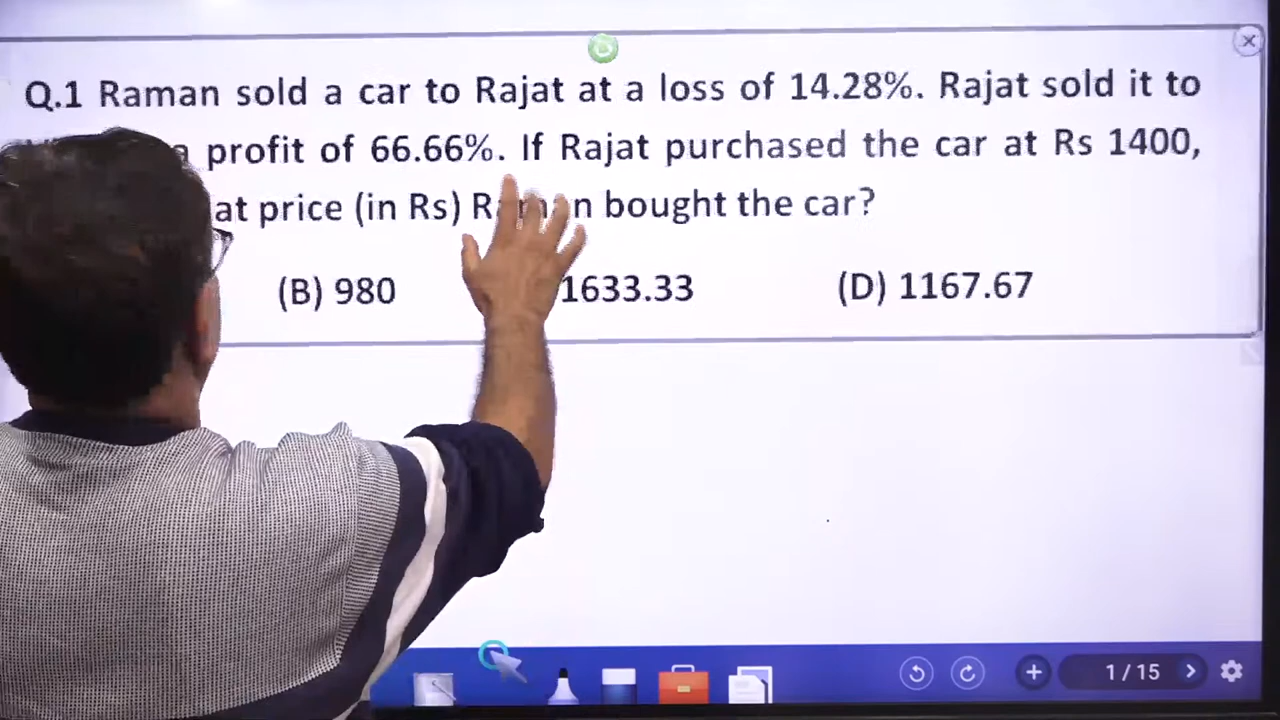 Q.1 Raman sold a car to Rajat at a loss of 14.28%. Rajat sold it to
profit of 66.66%. If Rajat purchased the car at Rs 1400,
price (in Rs) bought the car?
(B) 980 1633.33 (D) 1167.67
1 / 15